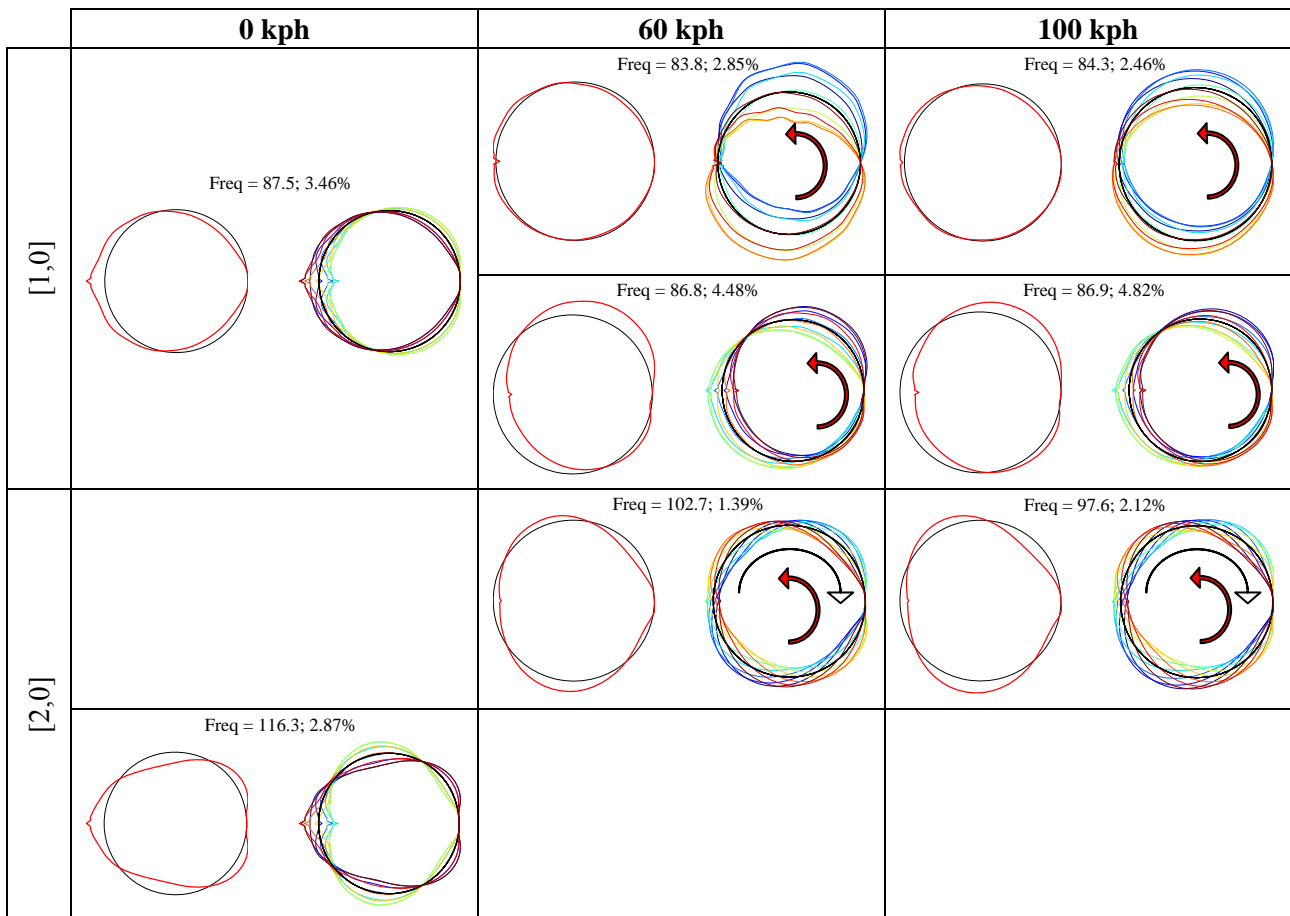 0 kph
60 kph
100 kph
[1,0]
Freq = 87.5; 3.46%
Freq = 83.8; 2.85%
Freq = 84.3; 2.46%
Freq = 86.8; 4.48%
Freq = 86.9; 4.82%
[2,0]
Freq = 102.7; 1.39%
Freq = 97.6; 2.12%
Freq = 116.3; 2.87%